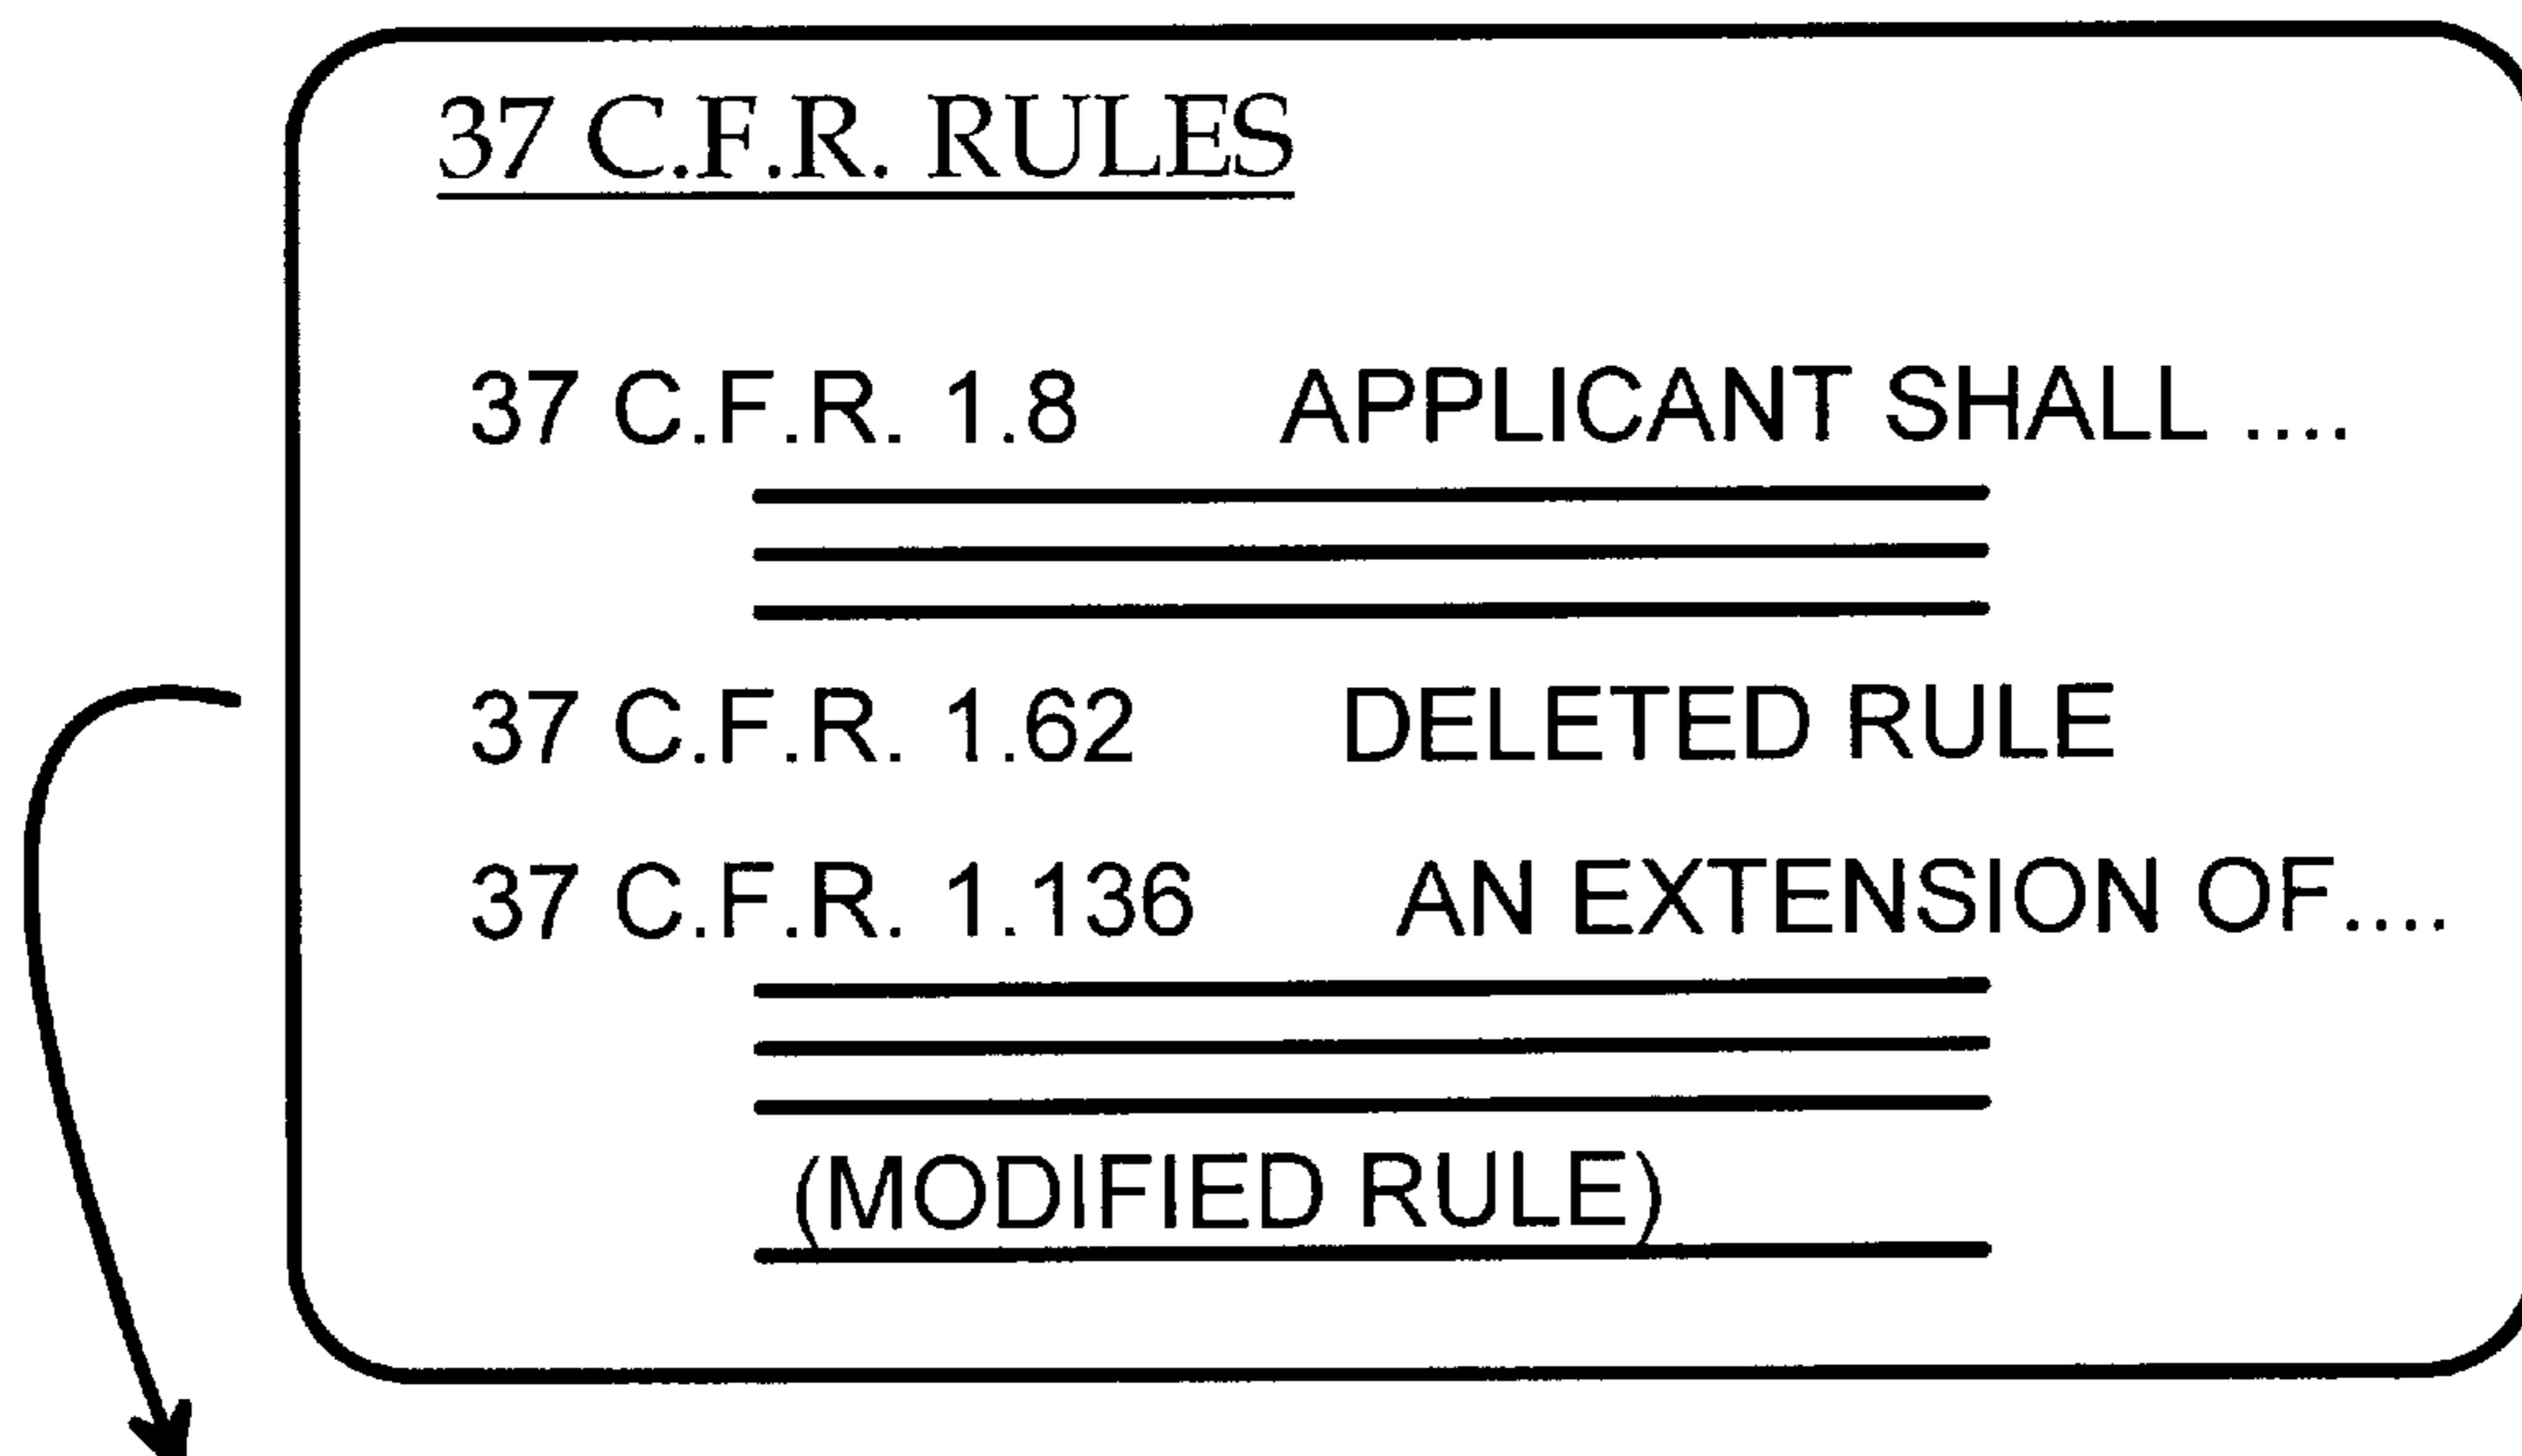 37 C.F.R. RULES
37 C.F.R. 1.8 APPLICANT SHALL ....
37 C.F.R. 1.62 DELETED RULE
37 C.F.R. 1.136 AN EXTENSION OF....
(MODIFIED RULE)